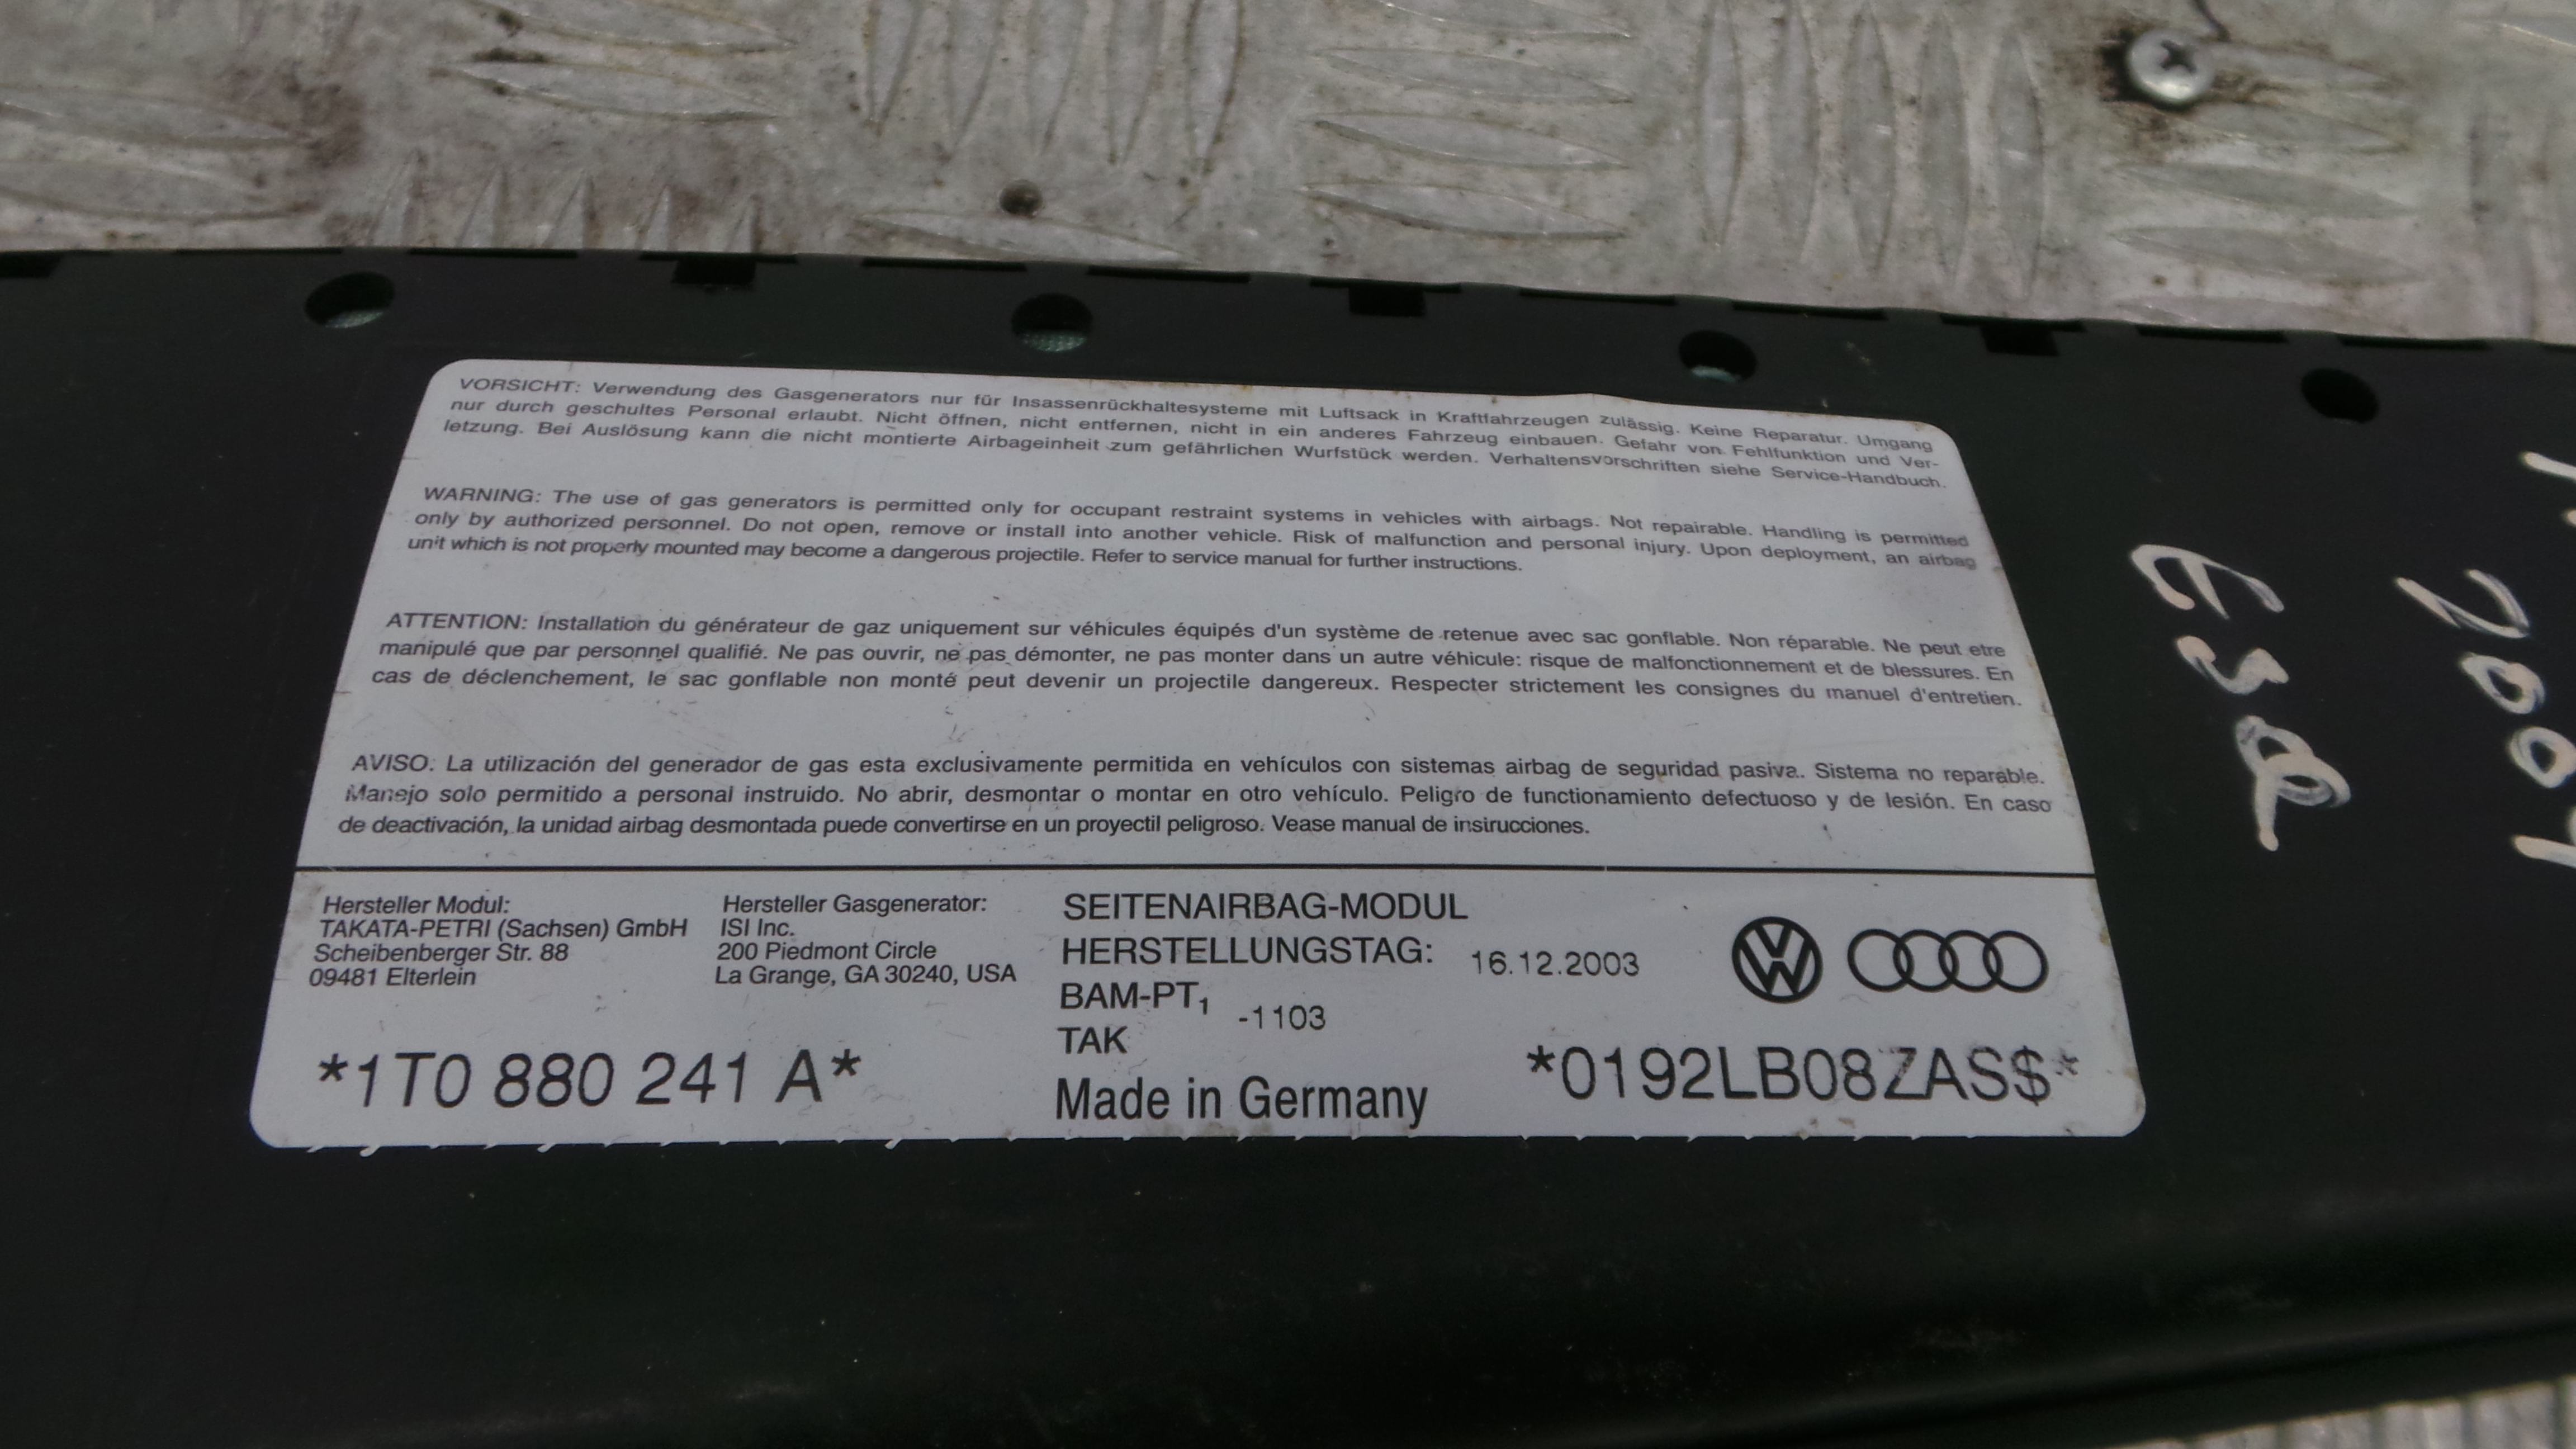 VORSICHT: Verwendung des Gasgenerators nur für Insassenrückhaltesysteme mit Luftsack in Kraftfahrzeugen zulässig. Keine Reparatur. Umgang
nur durch geschultes Personal erlaubt. Nicht öffnen, nicht entfernen, nicht in ein anderes Fahrzeug einbauen. Gefahr von Fehlfunktion und Ver-
letzung. Bei Auslösung kann die nicht montierte Airbageinheit zum gefährlichen Wurfstück werden. Verhaltensvorschriften siehe Service-Handbuch.
WARNING: The use of gas generators is permitted only for occupant restraint systems in vehicles with airbags. Not repairable. Handling is permitted
only by authorized personnel. Do not open, remove or install into another vehicle. Risk of malfunction and personal injury. Upon deployment, an airbag
unit which is not properly mounted may become a dangerous projectile. Refer to service manual for further instructions.
ATTENTION: Installation du générateur de gaz uniquement sur véhicules équipés d'un système de retenue avec sac gonflable. Non réparable. Ne peut etre
manipulé que par personnel qualifié. Ne pas ouvrir, ne pas démonter, ne pas monter dans un autre véhicule: risque de malfonctionnement et de blessures. En
cas de déclenchement, le sac gonflable non monté peut devenir un projectile dangereux. Respecter strictement les consignes du manuel d'entretien.
AVISO: La utilización del generador de gas esta exclusivamente permitida en vehículos con sistemas airbag de seguridad pasiva. Sistema no reparable.
Manejo solo permitido a personal instruido. No abrir, desmontar o montar en otro vehículo. Peligro de functionamiento defectuoso y de lesión. En caso
de deactivación, la unidad airbag desmontada puede convertirse en un proyectil peligroso. Vease manual de insirucciones.
Hersteller Modul:
TAKATA-PETRI (Sachsen) GmbH
Scheibenberger Str. 88
09481 Elterlein
Hersteller Gasgenerator:
ISI Inc.
200 Piedmont Circle
La Grange, GA 30240, USA
SEITENAIRBAG-MODUL
HERSTELLUNGSTAG: 16.12.2003
BAM-PT₁ -1103
TAK
Made in Germany
*1T0 880 241 A*
*0192LB08ZAS$*
VW
2004